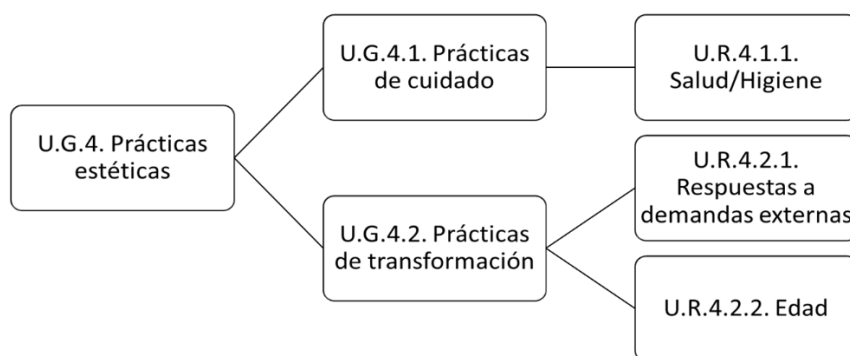 U.G.4. Prácticas
estéticas
U.G.4.1. Prácticas
de cuidado
U.R.4.1.1.
Salud/Higiene
U.G.4.2. Prácticas
de transformación
U.R.4.2.1.
Respuestas a
demandas externas
U.R.4.2.2. Edad